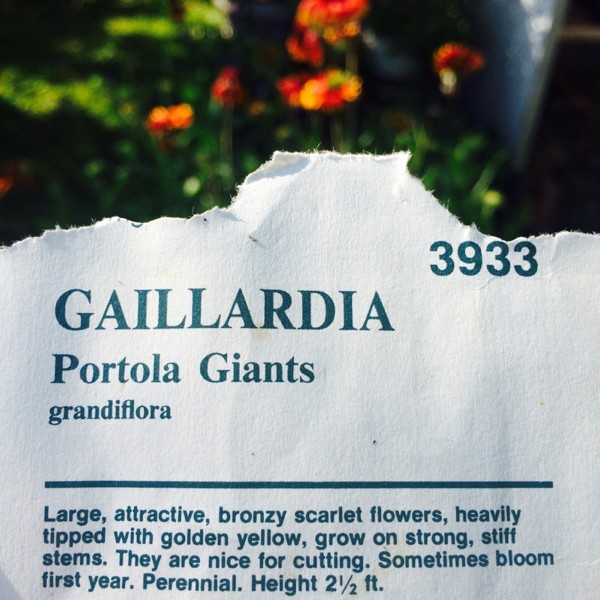 3933
GAILLARDIA
Portola Giants
grandiflora
Large, attractive, bronzy scarlet flowers, heavily
tipped with golden yellow, grow on strong, stiff
stems. They are nice for cutting. Sometimes bloom
first year. Perennial. Height 2½ ft.